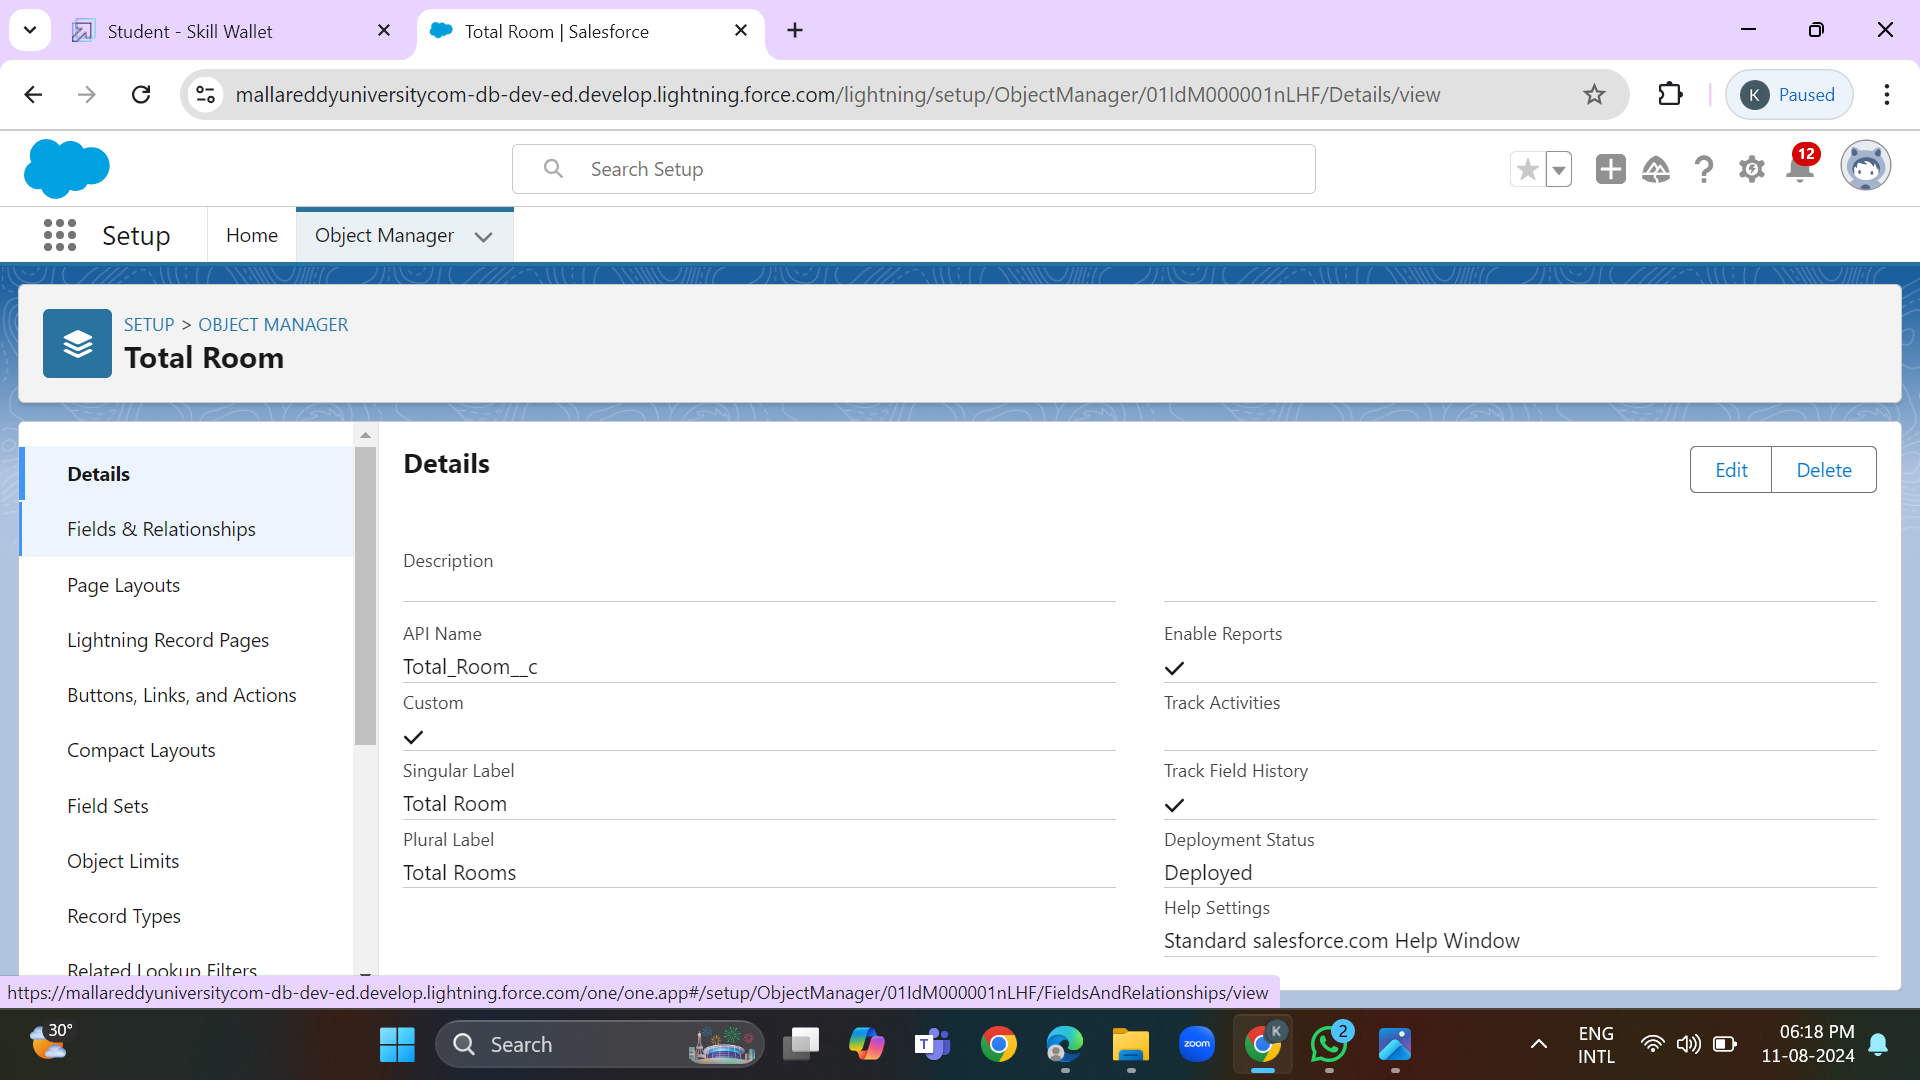 Student - Skill Wallet
Total Room | Salesforce
mallareddyuniversitycom-db-dev-ed.develop.lightning.force.com/lightning/setup/ObjectManager/01IdM000001nLHF/Details/view
K Paused
Search Setup
12
Setup
Home
Object Manager
SETUP > OBJECT MANAGER
Total Room
Details
Fields & Relationships
Page Layouts
Lightning Record Pages
Buttons, Links, and Actions
Compact Layouts
Field Sets
Object Limits
Record Types
Related Lookup Filters
Details
Edit
Delete
Description
API Name
Total_Room__c
Custom
Singular Label
Total Room
Plural Label
Total Rooms
Enable Reports
Track Activities
Track Field History
Deployment Status
Deployed
Help Settings
Standard salesforce.com Help Window
https://mallareddyuniversitycom-db-dev-ed.develop.lightning.force.com/one/one.app#/setup/ObjectManager/01IdM000001nLHF/FieldsAndRelationships/view
30°
Search
T
zoom
K
2
ENG
INTL
06:18 PM
11-08-2024